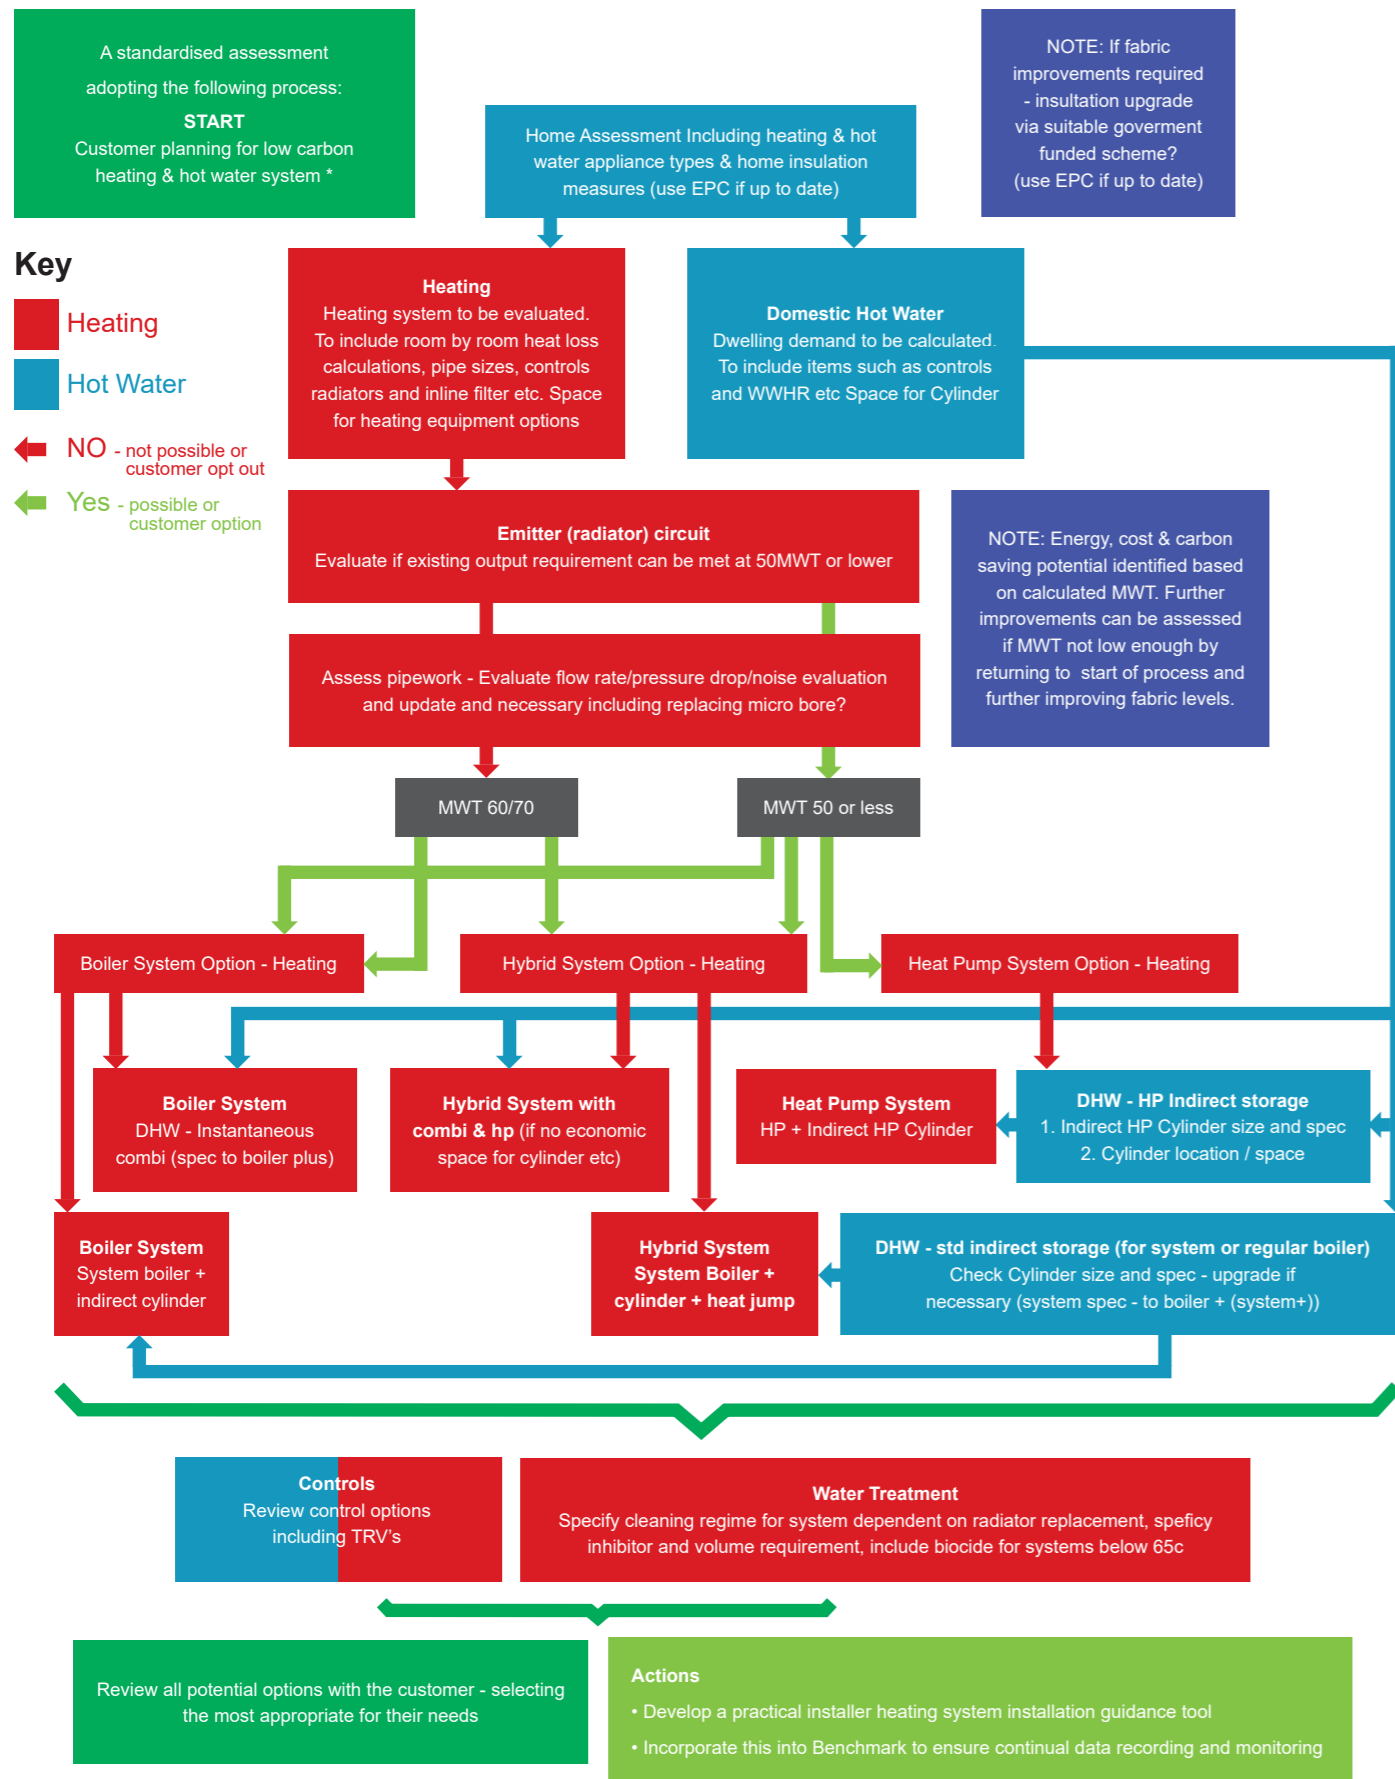 A standardised assessment
adopting the following process:
START
Customer planning for low carbon
heating & hot water system *
Home Assessment Including heating & hot
water appliance types & home insulation
measures (use EPC if up to date)
NOTE: If fabric
improvements required
- insultation upgrade
via suitable goverment
funded scheme?
(use EPC if up to date)
Key
Heating
Hot Water
NO - not possible or
customer opt out
Yes - possible or
customer option
Heating
Heating system to be evaluated.
To include room by room heat loss
calculations, pipe sizes, controls
radiators and inline filter etc. Space
for heating equipment options
Domestic Hot Water
Dwelling demand to be calculated.
To include items such as controls
and WWHR etc Space for Cylinder
Emitter (radiator) circuit
Evaluate if existing output requirement can be met at 50MWT or lower
NOTE: Energy, cost & carbon
saving potential identified based
on calculated MWT. Further
improvements can be assessed
if MWT not low enough by
returning to start of process and
further improving fabric levels.
Assess pipework - Evaluate flow rate/pressure drop/noise evaluation
and update and necessary including replacing micro bore?
MWT 60/70
MWT 50 or less
Boiler System Option - Heating
Hybrid System Option - Heating
Heat Pump System Option - Heating
Boiler System
DHW - Instantaneous
combi (spec to boiler plus)
Hybrid System with
combi & hp (if no economic
space for cylinder etc)
Heat Pump System
HP + Indirect HP Cylinder
DHW - HP Indirect storage
1. Indirect HP Cylinder size and spec
2. Cylinder location / space
Boiler System
System boiler +
indirect cylinder
Hybrid System
System Boiler +
cylinder + heat jump
DHW - std indirect storage (for system or regular boiler)
Check Cylinder size and spec - upgrade if
necessary (system spec - to boiler + (system+))
Controls
Review control options
including TRV's
Water Treatment
Specify cleaning regime for system dependent on radiator replacement, speficy
inhibitor and volume requirement, include biocide for systems below 65c
Review all potential options with the customer - selecting
the most appropriate for their needs
Actions
• Develop a practical installer heating system installation guidance tool
• Incorporate this into Benchmark to ensure continual data recording and monitoring